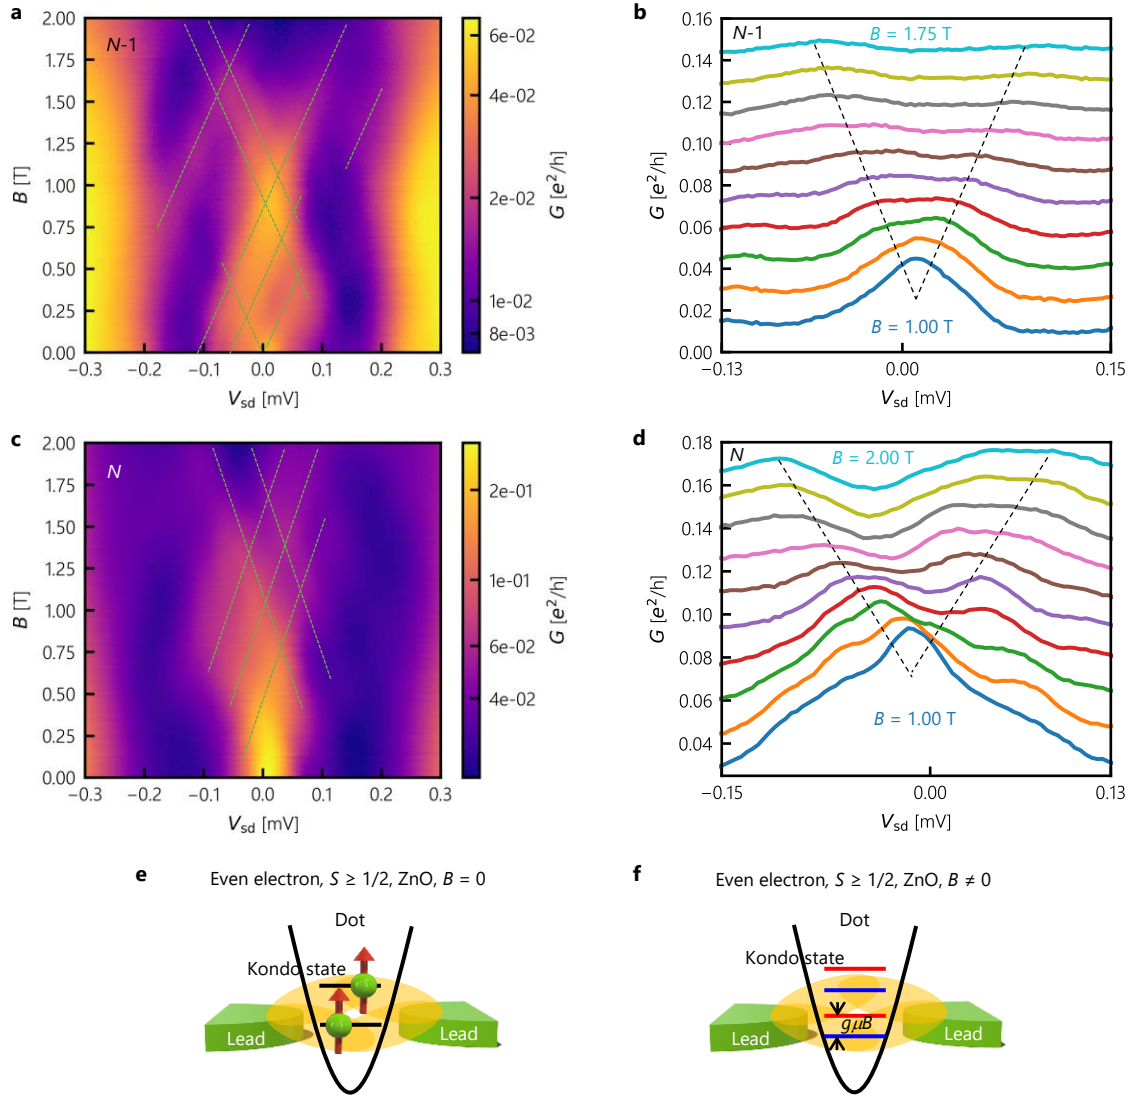 a
b
2.00
1.75
1.50
1.25
1.00
0.75
0.50
0.25
0.00
B [T]
N-1
−0.3
−0.2
−0.1
0.0
0.1
0.2
0.3
Vsd [mV]
6e-02
4e-02
2e-02
1e-02
8e-03
G [e²/h]
0.16
0.14
0.12
0.10
0.08
0.06
0.04
0.02
0.00
G [e²/h]
N-1
B = 1.75 T
B = 1.00 T
−0.13
0.00
0.15
Vsd [mV]
c
d
2.00
1.75
1.50
1.25
1.00
0.75
0.50
0.25
0.00
B [T]
N
−0.3
−0.2
−0.1
0.0
0.1
0.2
0.3
Vsd [mV]
2e-01
1e-01
6e-02
4e-02
G [e²/h]
0.18
0.16
0.14
0.12
0.10
0.08
0.06
0.04
G [e²/h]
N
B = 2.00 T
B = 1.00 T
−0.15
0.00
0.13
Vsd [mV]
e
Even electron, S ≥ 1/2, ZnO, B = 0
Dot
Kondo state
Lead
Lead
f
Even electron, S ≥ 1/2, ZnO, B ≠ 0
Dot
Kondo state
gμB
Lead
Lead